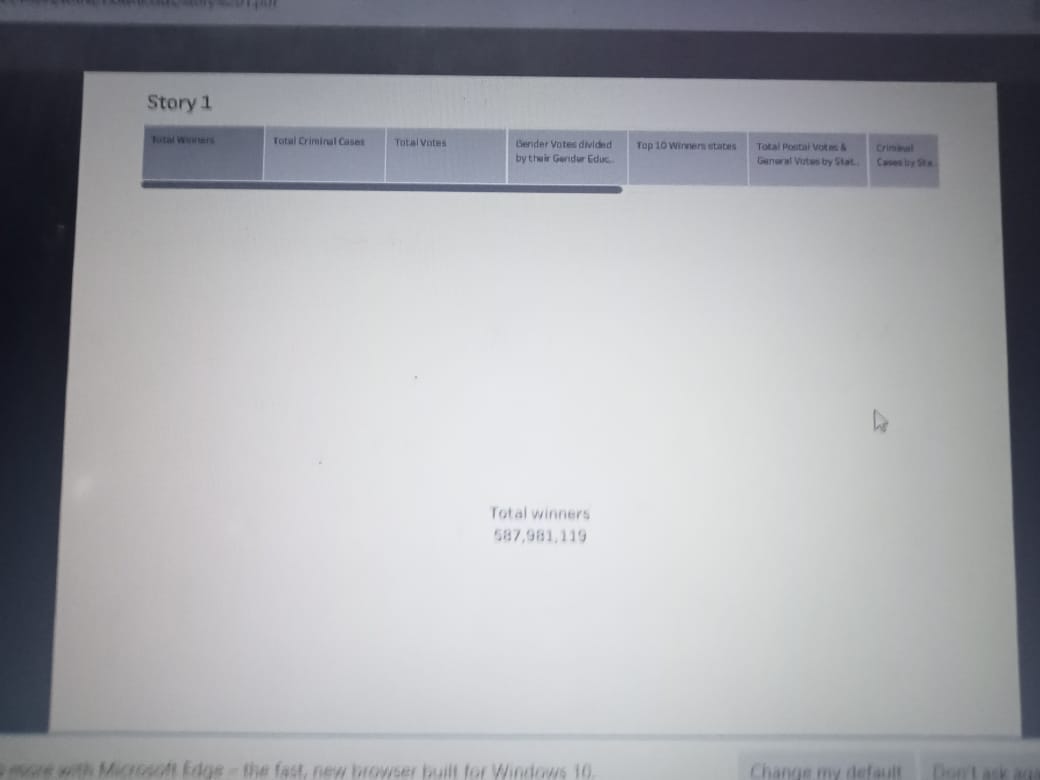 Story 1
Total Winners
Total Criminal Cases
Total Votes
Gender Votes divided
by their Gender Educ..
Top 10 Winners states
Total Postal Votes &
General Votes by Stat..
Criminal
Cases by Sta
Total winners
587,981,119
more with Microsoft Edge – the fast, new browser built for Windows 10.
Change my default
Don't ask aga